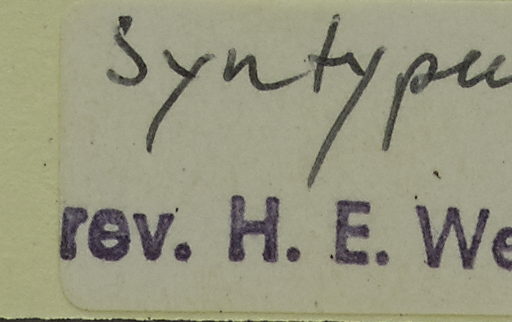 Syntypu
rev. H. E. We